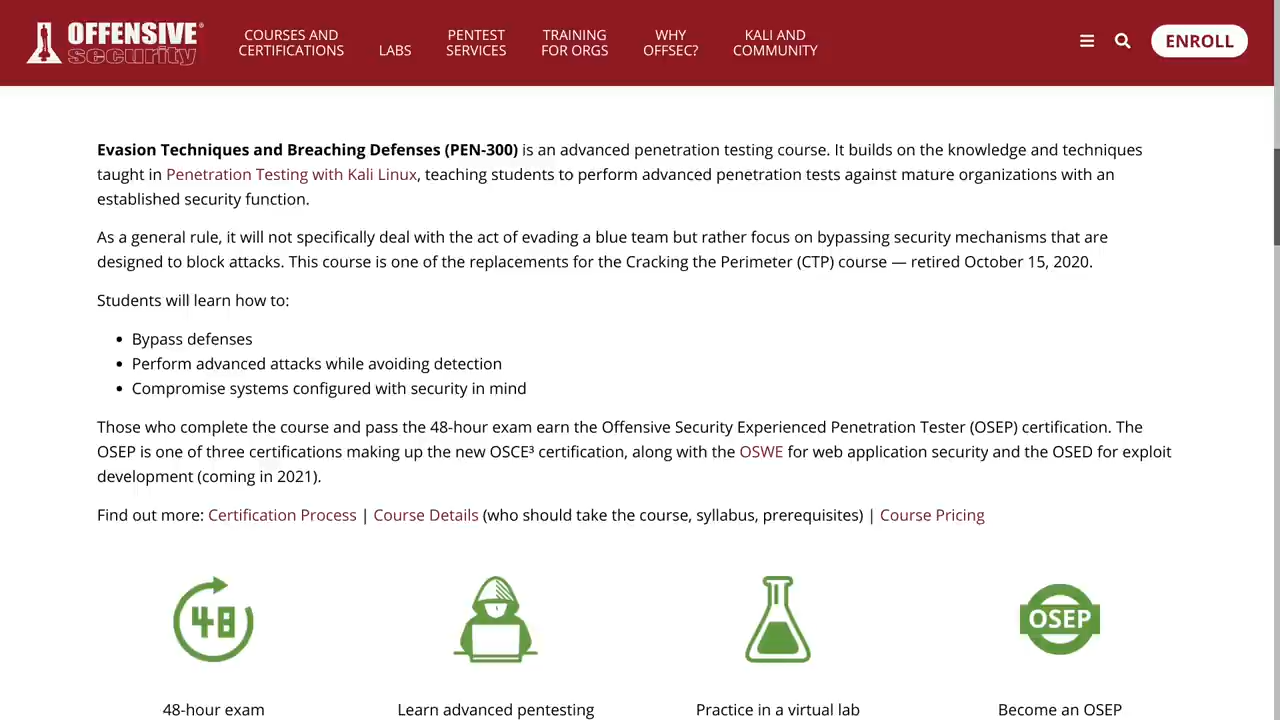 OFFENSIVE®
security
COURSES AND
CERTIFICATIONS
LABS
PENTEST
SERVICES
TRAINING
FOR ORGS
WHY
OFFSEC?
KALI AND
COMMUNITY
ENROLL
Evasion Techniques and Breaching Defenses (PEN-300) is an advanced penetration testing course. It builds on the knowledge and techniques
taught in Penetration Testing with Kali Linux, teaching students to perform advanced penetration tests against mature organizations with an
established security function.
As a general rule, it will not specifically deal with the act of evading a blue team but rather focus on bypassing security mechanisms that are
designed to block attacks. This course is one of the replacements for the Cracking the Perimeter (CTP) course — retired October 15, 2020.
Students will learn how to:
• Bypass defenses
• Perform advanced attacks while avoiding detection
• Compromise systems configured with security in mind
Those who complete the course and pass the 48-hour exam earn the Offensive Security Experienced Penetration Tester (OSEP) certification. The
OSEP is one of three certifications making up the new OSCE³ certification, along with the OSWE for web application security and the OSED for exploit
development (coming in 2021).
Find out more: Certification Process | Course Details (who should take the course, syllabus, prerequisites) | Course Pricing
48
OSEP
48-hour exam
Learn advanced pentesting
Practice in a virtual lab
Become an OSEP